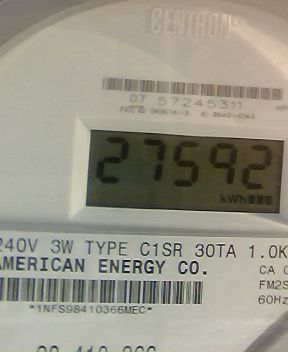 CENTRON®
07 57245311
27592
kWh
240V 3W TYPE C1SR 30TA 1.0K
AMERICAN ENERGY CO.
CA
FM2S
60Hz
*1NFS98410366MEC*